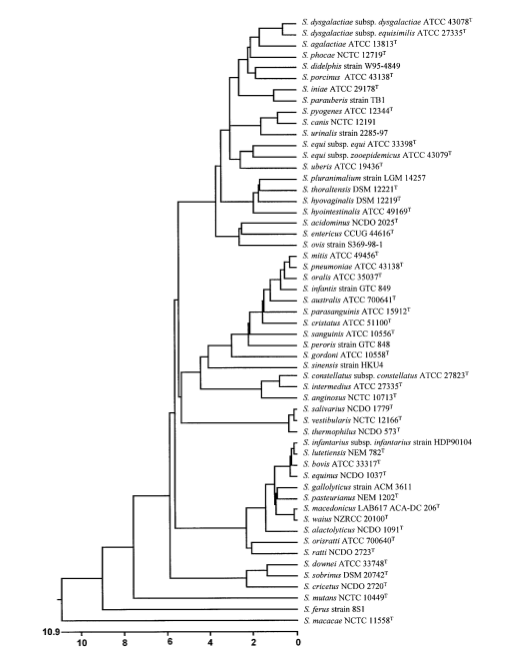 S. dysgalactiae subsp. dysgalactiae ATCC 43078ᵀ
S. dysgalactiae subsp. equisimilis ATCC 27335ᵀ
S. agalactiae ATCC 13813ᵀ
S. phocae NCTC 12719ᵀ
S. didelphis strain W95-4849
S. porcinus ATCC 43138ᵀ
S. iniae ATCC 29178ᵀ
S. parauberis strain TB1
S. pyogenes ATCC 12344ᵀ
S. canis NCTC 12191
S. urinalis strain 2285-97
S. equi subsp. equi ATCC 33398ᵀ
S. equi subsp. zooepidemicus ATCC 43079ᵀ
S. uberis ATCC 19436ᵀ
S. pluranimalium strain LGM 14257
S. thoraltensis DSM 12221ᵀ
S. hyovaginalis DSM 12219ᵀ
S. hyointestinalis ATCC 49169ᵀ
S. acidominus NCDO 2025ᵀ
S. entericus CCUG 44616ᵀ
S. ovis strain S369-98-1
S. mitis ATCC 49456ᵀ
S. pneumoniae ATCC 43138ᵀ
S. oralis ATCC 35037ᵀ
S. infantis strain GTC 849
S. australis ATCC 700641ᵀ
S. parasanguinis ATCC 15912ᵀ
S. cristatus ATCC 51100ᵀ
S. sanguinis ATCC 10556ᵀ
S. peroris strain GTC 848
S. gordoni ATCC 10558ᵀ
S. sinensis strain HKU4
S. constellatus subsp. constellatus ATCC 27823ᵀ
S. intermedius ATCC 27335ᵀ
S. anginosus NCTC 10713ᵀ
S. salivarius NCDO 1779ᵀ
S. vestibularis NCTC 12166ᵀ
S. thermophilus NCDO 573ᵀ
S. infantarius subsp. infantarius strain HDP90104
S. lutetiensis NEM 782ᵀ
S. bovis ATCC 33317ᵀ
S. equinus NCDO 1037ᵀ
S. gallolyticus strain ACM 3611
S. pasteurianus NEM 1202ᵀ
S. macedonicus LAB617 ACA-DC 206ᵀ
S. waius NZRCC 20100ᵀ
S. alactolyticus NCDO 1091ᵀ
S. orisratti ATCC 700640ᵀ
S. ratti NCDO 2723ᵀ
S. downei ATCC 33748ᵀ
S. sobrimus DSM 20742ᵀ
S. cricetus NCDO 2720ᵀ
S. mutans NCTC 10449ᵀ
S. ferus strain 8S1
S. macacae NCTC 11558ᵀ
10.9
10 8 6 4 2 0